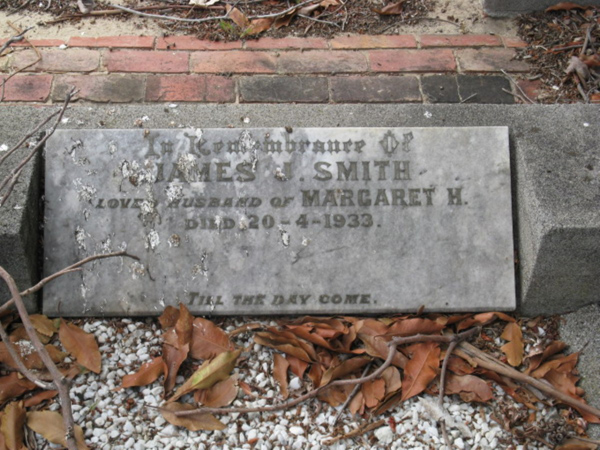 In Remembrance Of
JAMES J. SMITH
LOVED HUSBAND OF MARGARET H.
DIED 20-4-1933.
TILL THE DAY COME.